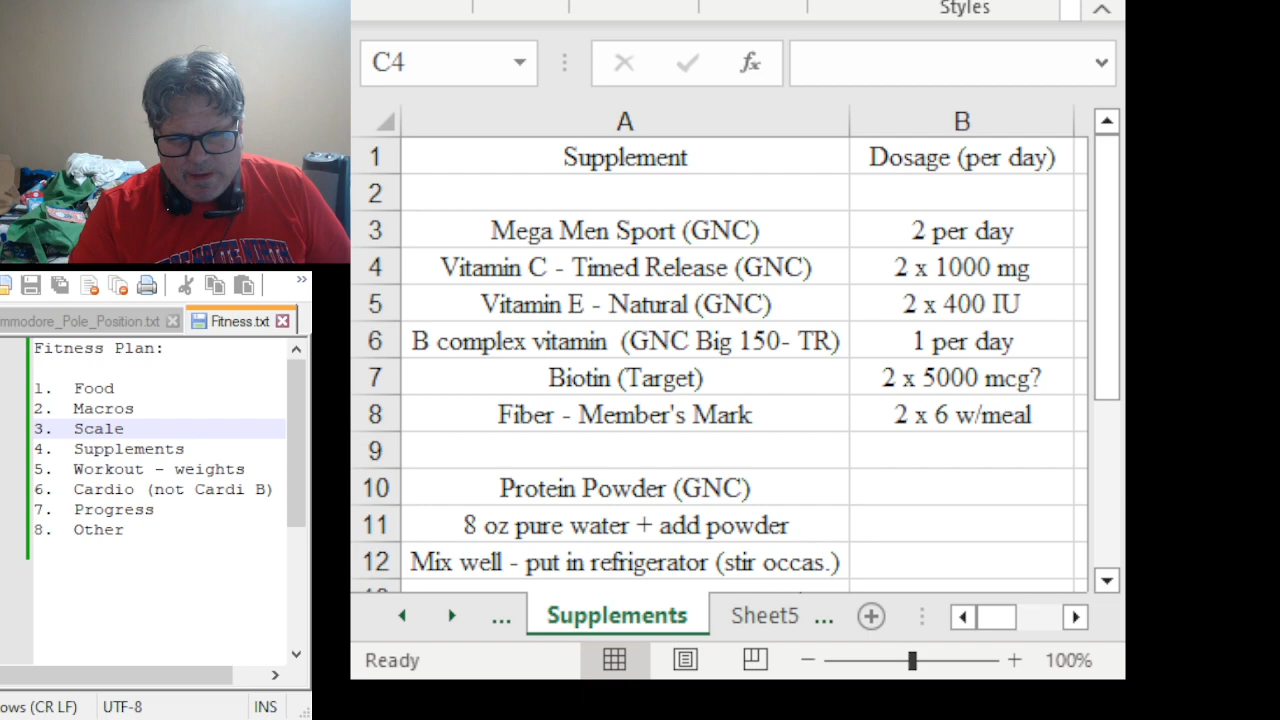 Styles
C4
fx
A B
1 Supplement Dosage (per day)
2
3 Mega Men Sport (GNC) 2 per day
4 Vitamin C - Timed Release (GNC) 2 x 1000 mg
5 Vitamin E - Natural (GNC) 2 x 400 IU
6 B complex vitamin (GNC Big 150- TR) 1 per day
7 Biotin (Target) 2 x 5000 mcg?
8 Fiber - Member's Mark 2 x 6 w/meal
9
10 Protein Powder (GNC)
11 8 oz pure water + add powder
12 Mix well - put in refrigerator (stir occas.)
... Supplements Sheet5 ...
Ready 100%
mmodore_Pole_Position.txt Fitness.txt
Fitness Plan:
1. Food
2. Macros
3. Scale
4. Supplements
5. Workout - weights
6. Cardio (not Cardi B)
7. Progress
8. Other
ows (CR LF) UTF-8 INS